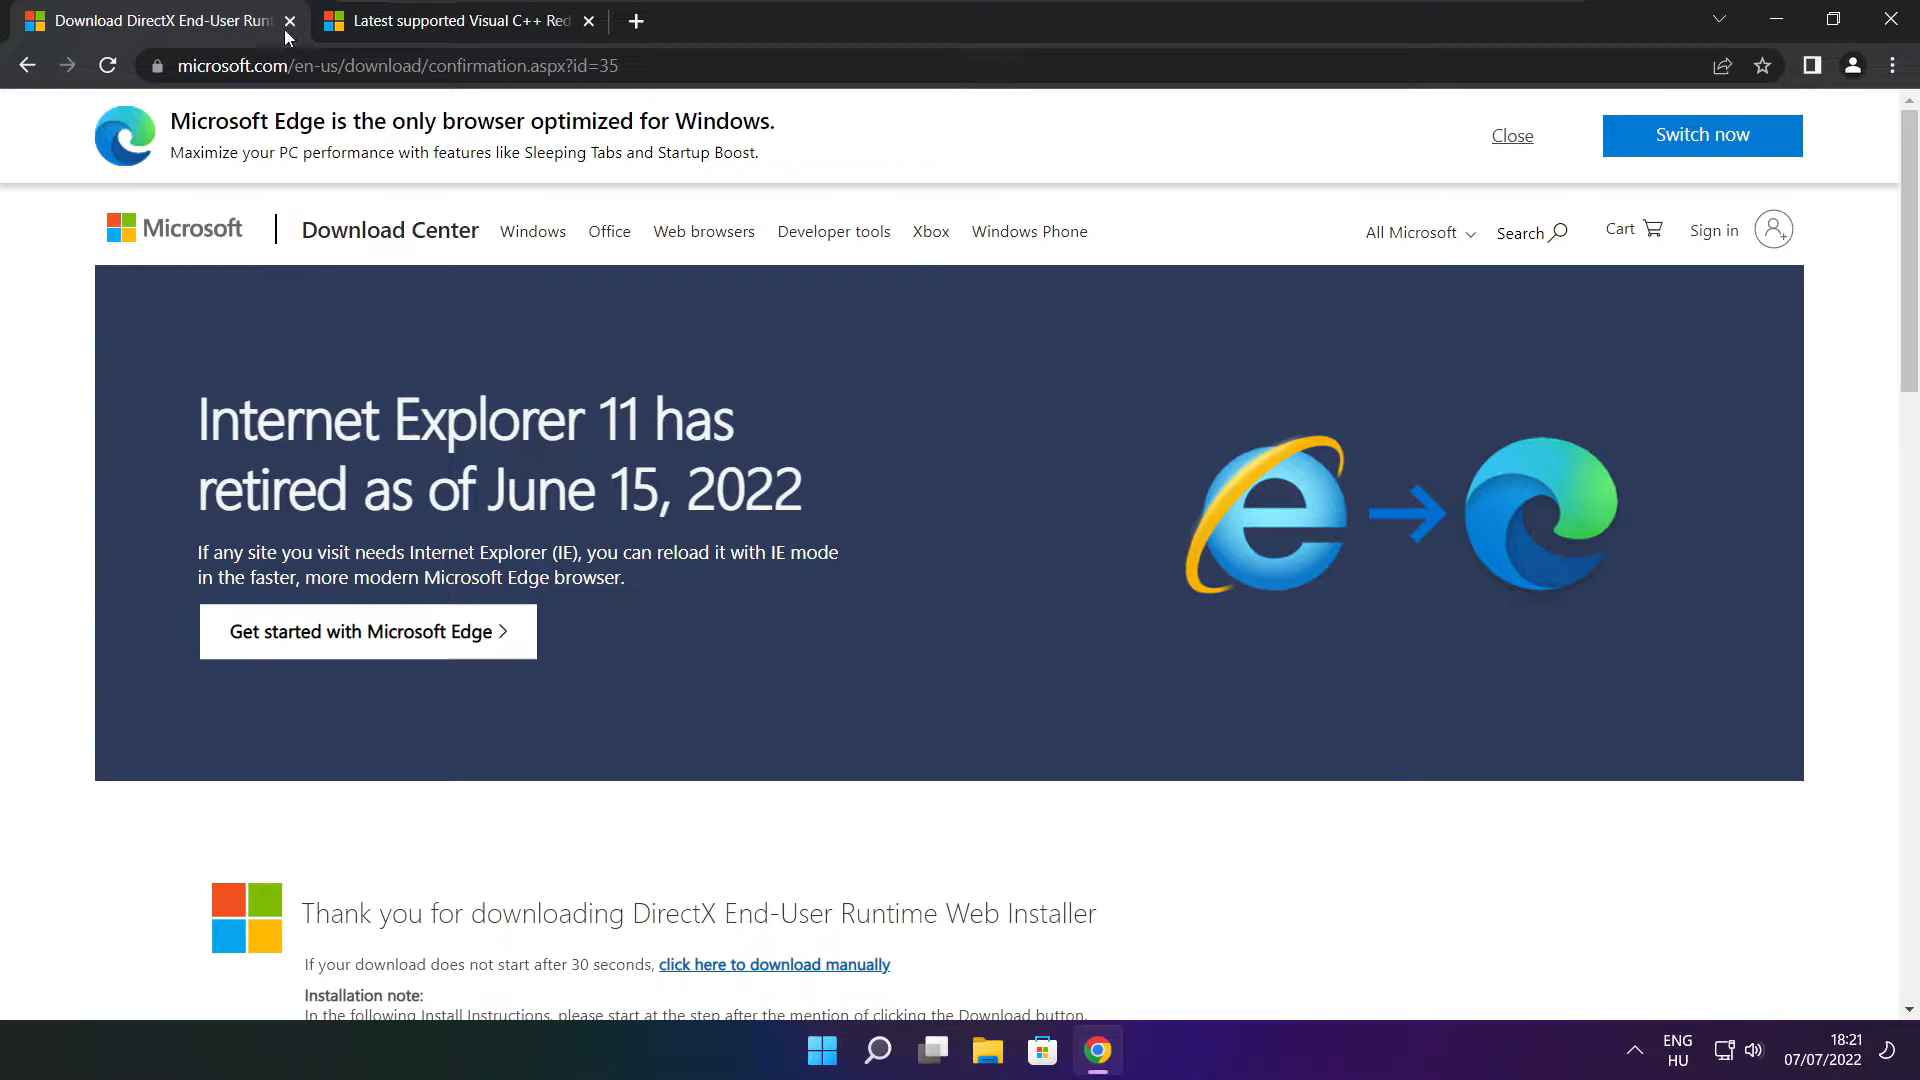 Download DirectX End-User Run
Latest supported Visual C++ Red
microsoft.com/en-us/download/confirmation.aspx?id=35
Microsoft Edge is the only browser optimized for Windows.
Maximize your PC performance with features like Sleeping Tabs and Startup Boost.
Close
Switch now
Microsoft
Download Center
Windows
Office
Web browsers
Developer tools
Xbox
Windows Phone
All Microsoft
Search
Cart
Sign in
Internet Explorer 11 has
retired as of June 15, 2022
If any site you visit needs Internet Explorer (IE), you can reload it with IE mode
in the faster, more modern Microsoft Edge browser.
Get started with Microsoft Edge >
Thank you for downloading DirectX End-User Runtime Web Installer
If your download does not start after 30 seconds, click here to download manually
Installation note:
In the following Install Instructions, please start at the step after the mention of clicking the Download button.
ENG
HU
18:21
07/07/2022